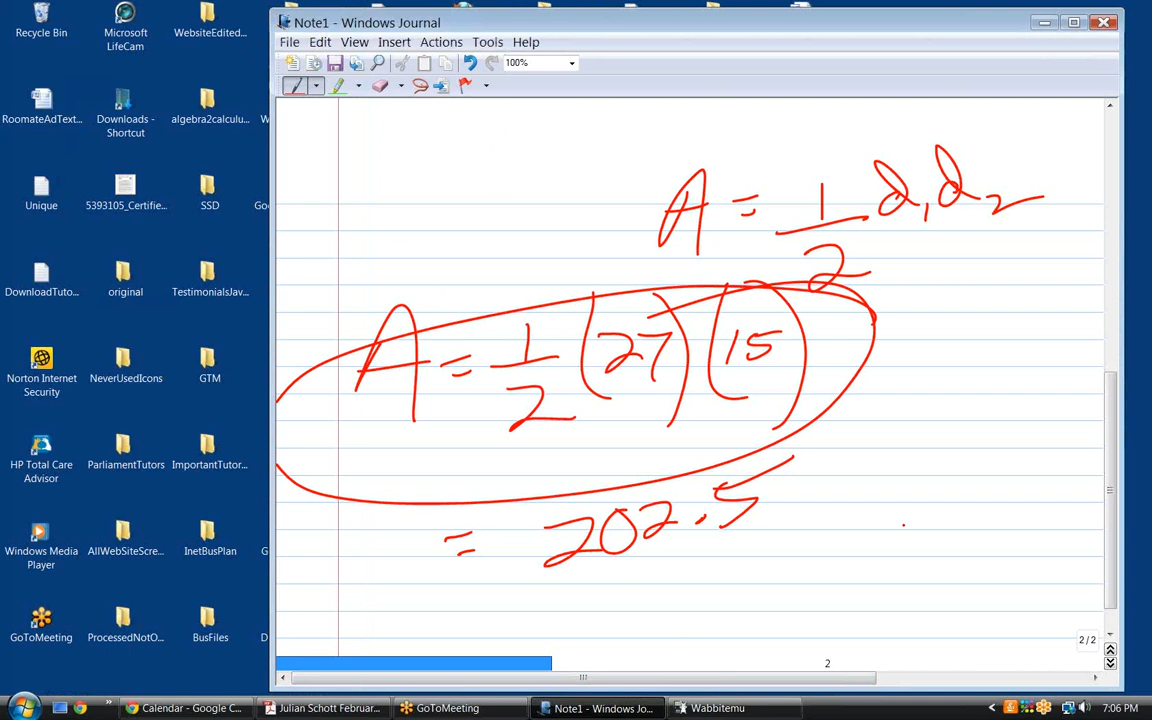 Note1 - Windows Journal
File Edit View Insert Actions Tools Help
100%
Recycle Bin
Microsoft LifeCam
WebsiteEdited...
RoomateAdText...
Downloads - Shortcut
algebra2calculu...
Unique
5393105_Certifie...
SSD
Go
DownloadTuto...
original
TestimonialsJav...
Norton Internet Security
NeverUsedIcons
GTM
HP Total Care Advisor
ParliamentTutors
ImportantTutor...
Windows Media Player
AllWebSiteScre...
InetBusPlan
GoToMeeting
ProcessedNotO...
BusFiles
A = 1/2 d₁d₂
A = 1/2 (27)(15)
= 202.5
2 / 2
2
Calendar - Google C...
Julian Schott Februar...
GoToMeeting
Note1 - Windows Jo...
Wabbitemu
7:06 PM